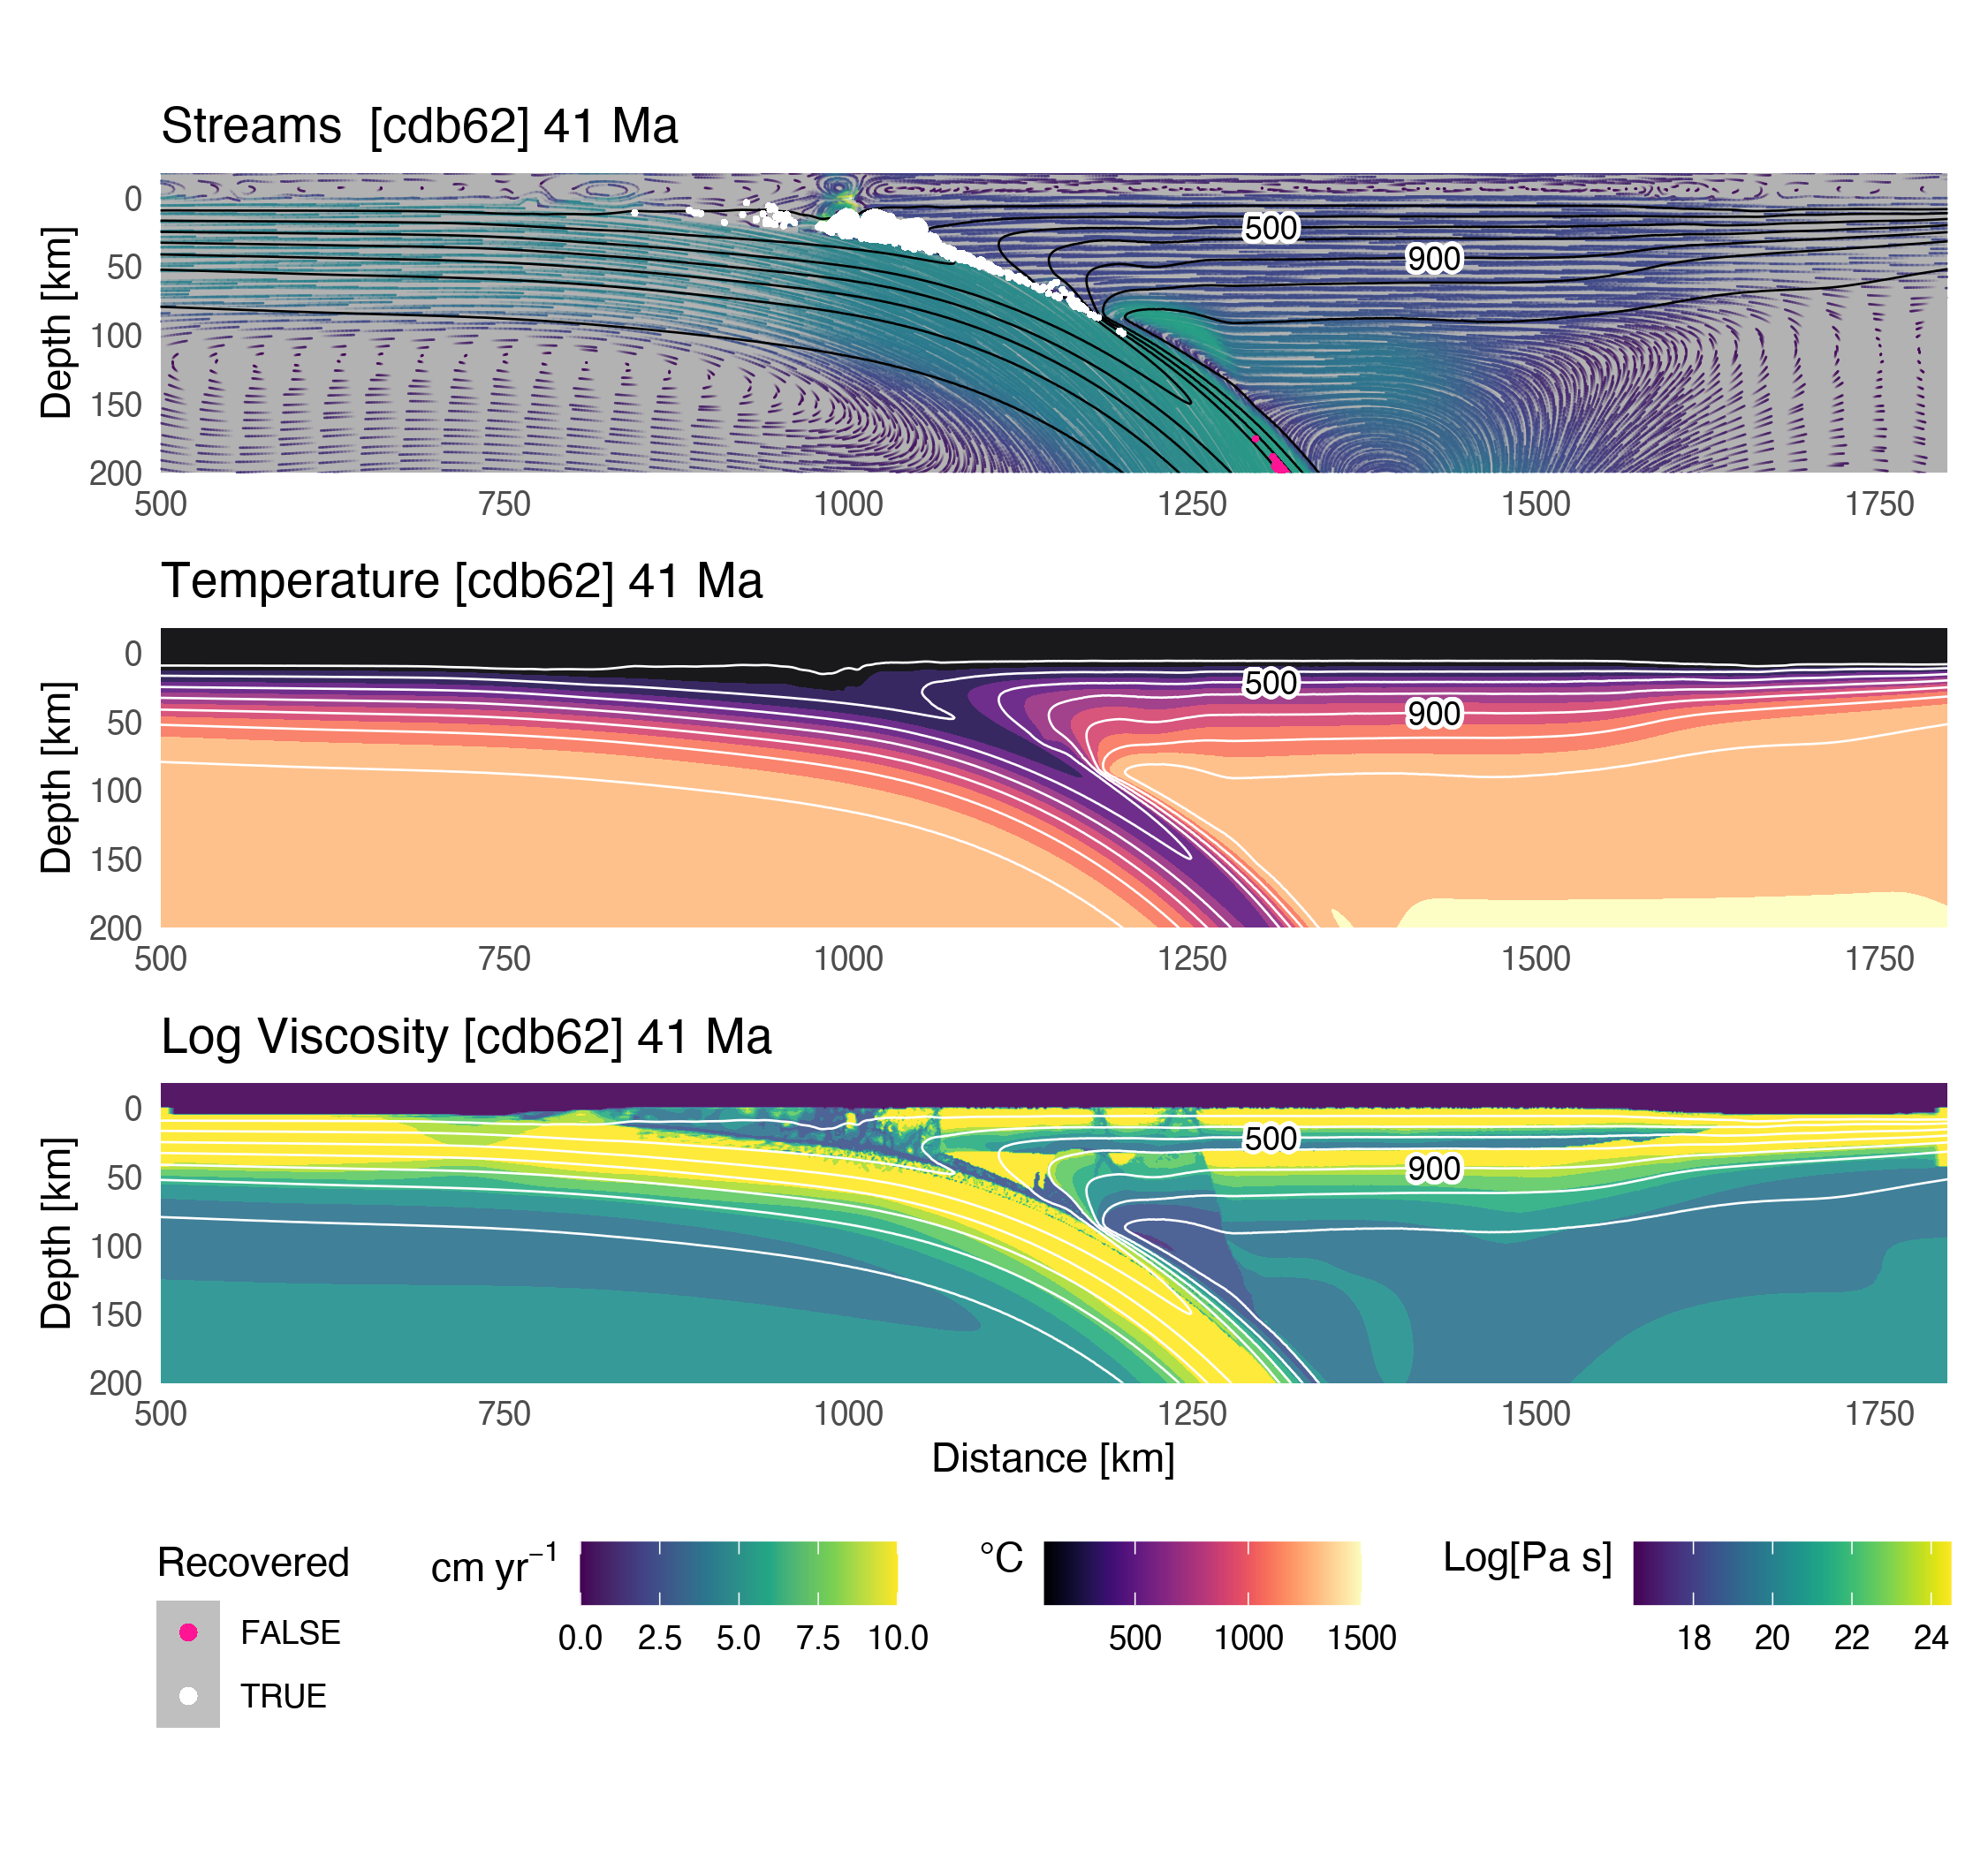 Streams  [cdb62] 41 Ma
Depth [km]
0
50
100
150
200
500
900
500 750 1000 1250 1500 1750
Temperature [cdb62] 41 Ma
Depth [km]
0
50
100
150
200
500
900
500 750 1000 1250 1500 1750
Log Viscosity [cdb62] 41 Ma
Depth [km]
0
50
100
150
200
500
900
500 750 1000 1250 1500 1750
Distance [km]
Recovered
FALSE
TRUE
cm yr⁻¹
0.0 2.5 5.0 7.5 10.0
°C
500 1000 1500
Log[Pa s]
18 20 22 24